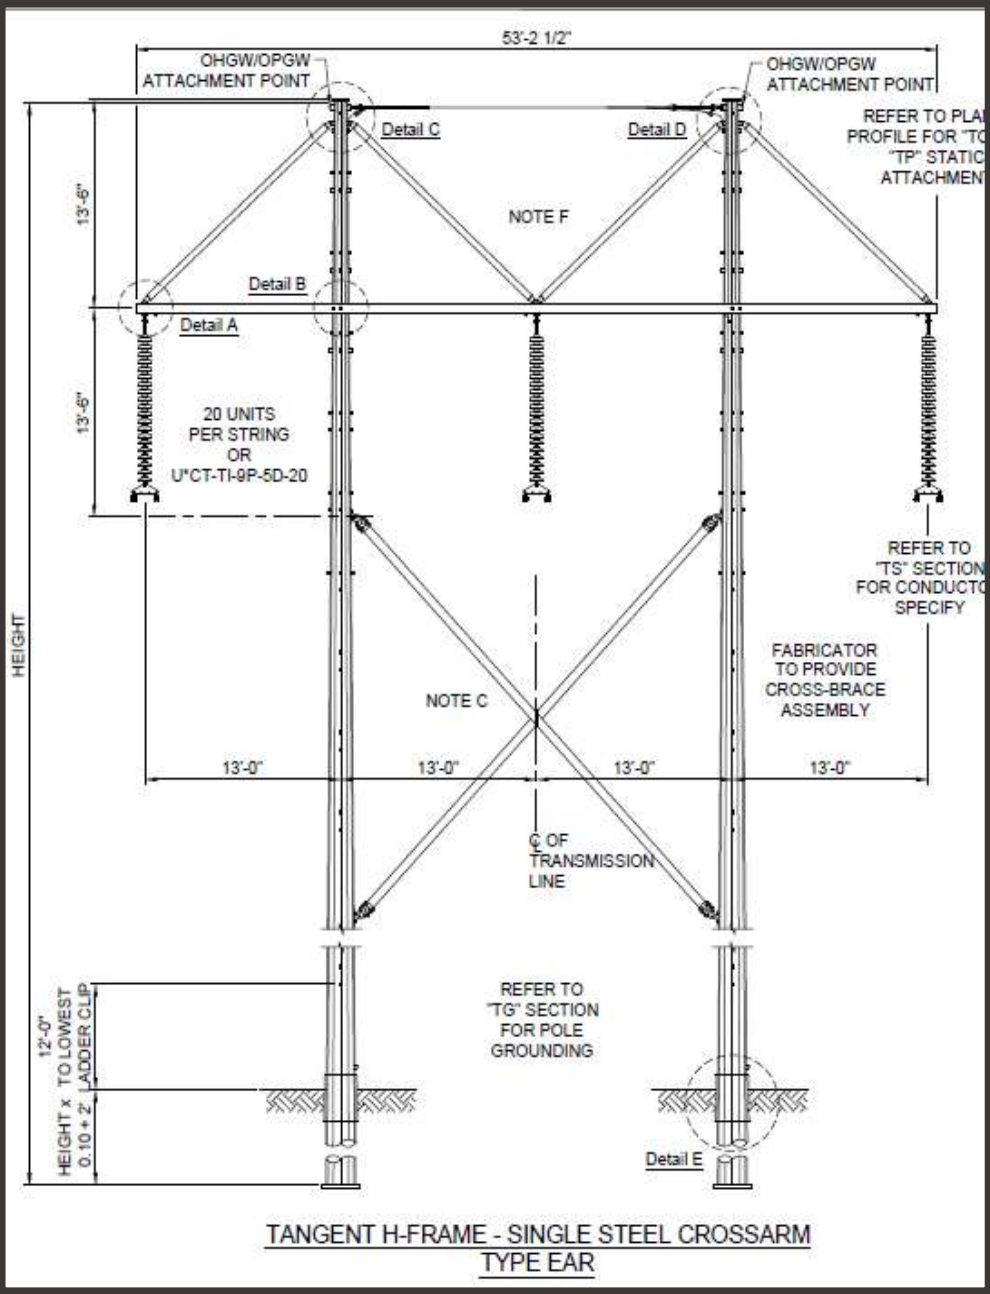 53'-2 1/2"
OHGW/OPGW
ATTACHMENT POINT
OHGW/OPGW
ATTACHMENT POINT
Detail C
Detail D
REFER TO
PROFILE FOR
"TP" STATIC
13'-6"
NOTE F
Detail B
Detail A
13'-6"
20 UNITS
PER STRING
OR
U*CT-TI-9P-5D-20
REFER TO
"TS" SECTION
FOR
SPECIFY
HEIGHT
FABRICATOR
TO PROVIDE
CROSS-BRACE
ASSEMBLY
NOTE C
13'-0"
13'-0"
13'-0"
13'-0"
℄ OF
TRANSMISSION
LINE
REFER TO
"TG" SECTION
FOR POLE
GROUNDING
12'-0"
TO LOWEST
LADDER CLIP
HEIGHT x
0.10 + 2'
Detail E
TANGENT H-FRAME - SINGLE STEEL CROSSARM
TYPE EAR